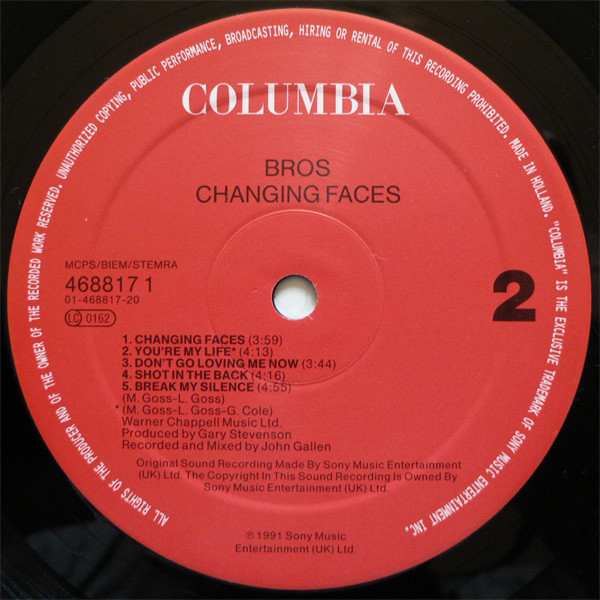 ALL RIGHTS OF THE PRODUCER AND OF THE OWNER OF THE RECORDED WORK RESERVED. UNAUTHORIZED COPYING, PUBLIC PERFORMANCE, BROADCASTING, HIRING OR RENTAL OF THIS RECORDING PROHIBITED. MADE IN HOLLAND. "COLUMBIA" IS THE EXCLUSIVE TRADEMARK OF SONY MUSIC ENTERTAINMENT INC.
COLUMBIA
BROS
CHANGING FACES
MCPS/BIEM/STEMRA
468817 1
01-468817-20
LC 0162
2
1. CHANGING FACES (3:59)
2. YOU'RE MY LIFE* (4:13)
3. DON'T GO LOVING ME NOW (3:44)
4. SHOT IN THE BACK (4:16)
5. BREAK MY SILENCE (4:55)
(M. Goss-L. Goss)
*(M. Goss-L. Goss-G. Cole)
Warner Chappell Music Ltd.
Produced by Gary Stevenson
Recorded and Mixed by John Gallen
Original Sound Recording Made By Sony Music Entertainment
(UK) Ltd. The Copyright In This Sound Recording Is Owned By
Sony Music Entertainment (UK) Ltd.
℗ 1991 Sony Music
Entertainment (UK) Ltd.